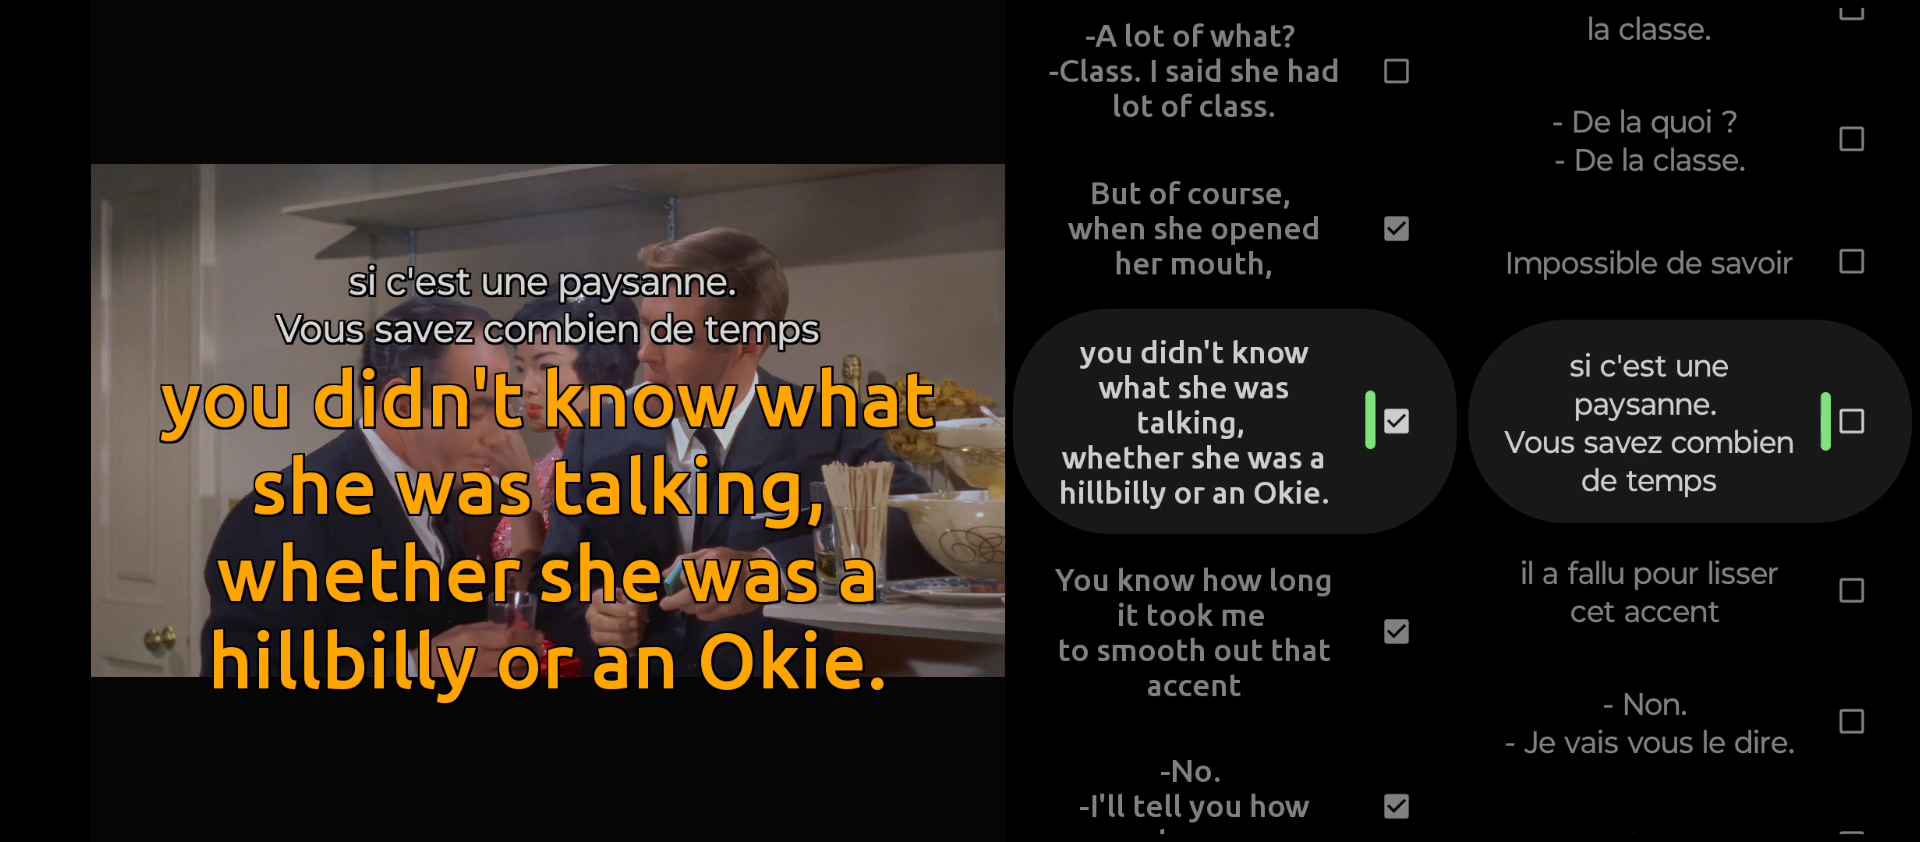 si c'est une paysanne.
Vous savez combien de temps
you didn't know what
she was talking,
whether she was a
hillbilly or an Okie.
-A lot of what?
-Class. I said she had
lot of class.
But of course,
when she opened
her mouth,
you didn't know
what she was
talking,
whether she was a
hillbilly or an Okie.
You know how long
it took me
to smooth out that
accent
-No.
-I'll tell you how
la classe.
- De la quoi ?
- De la classe.
Impossible de savoir
si c'est une
paysanne.
Vous savez combien
de temps
il a fallu pour lisser
cet accent
- Non.
- Je vais vous le dire.